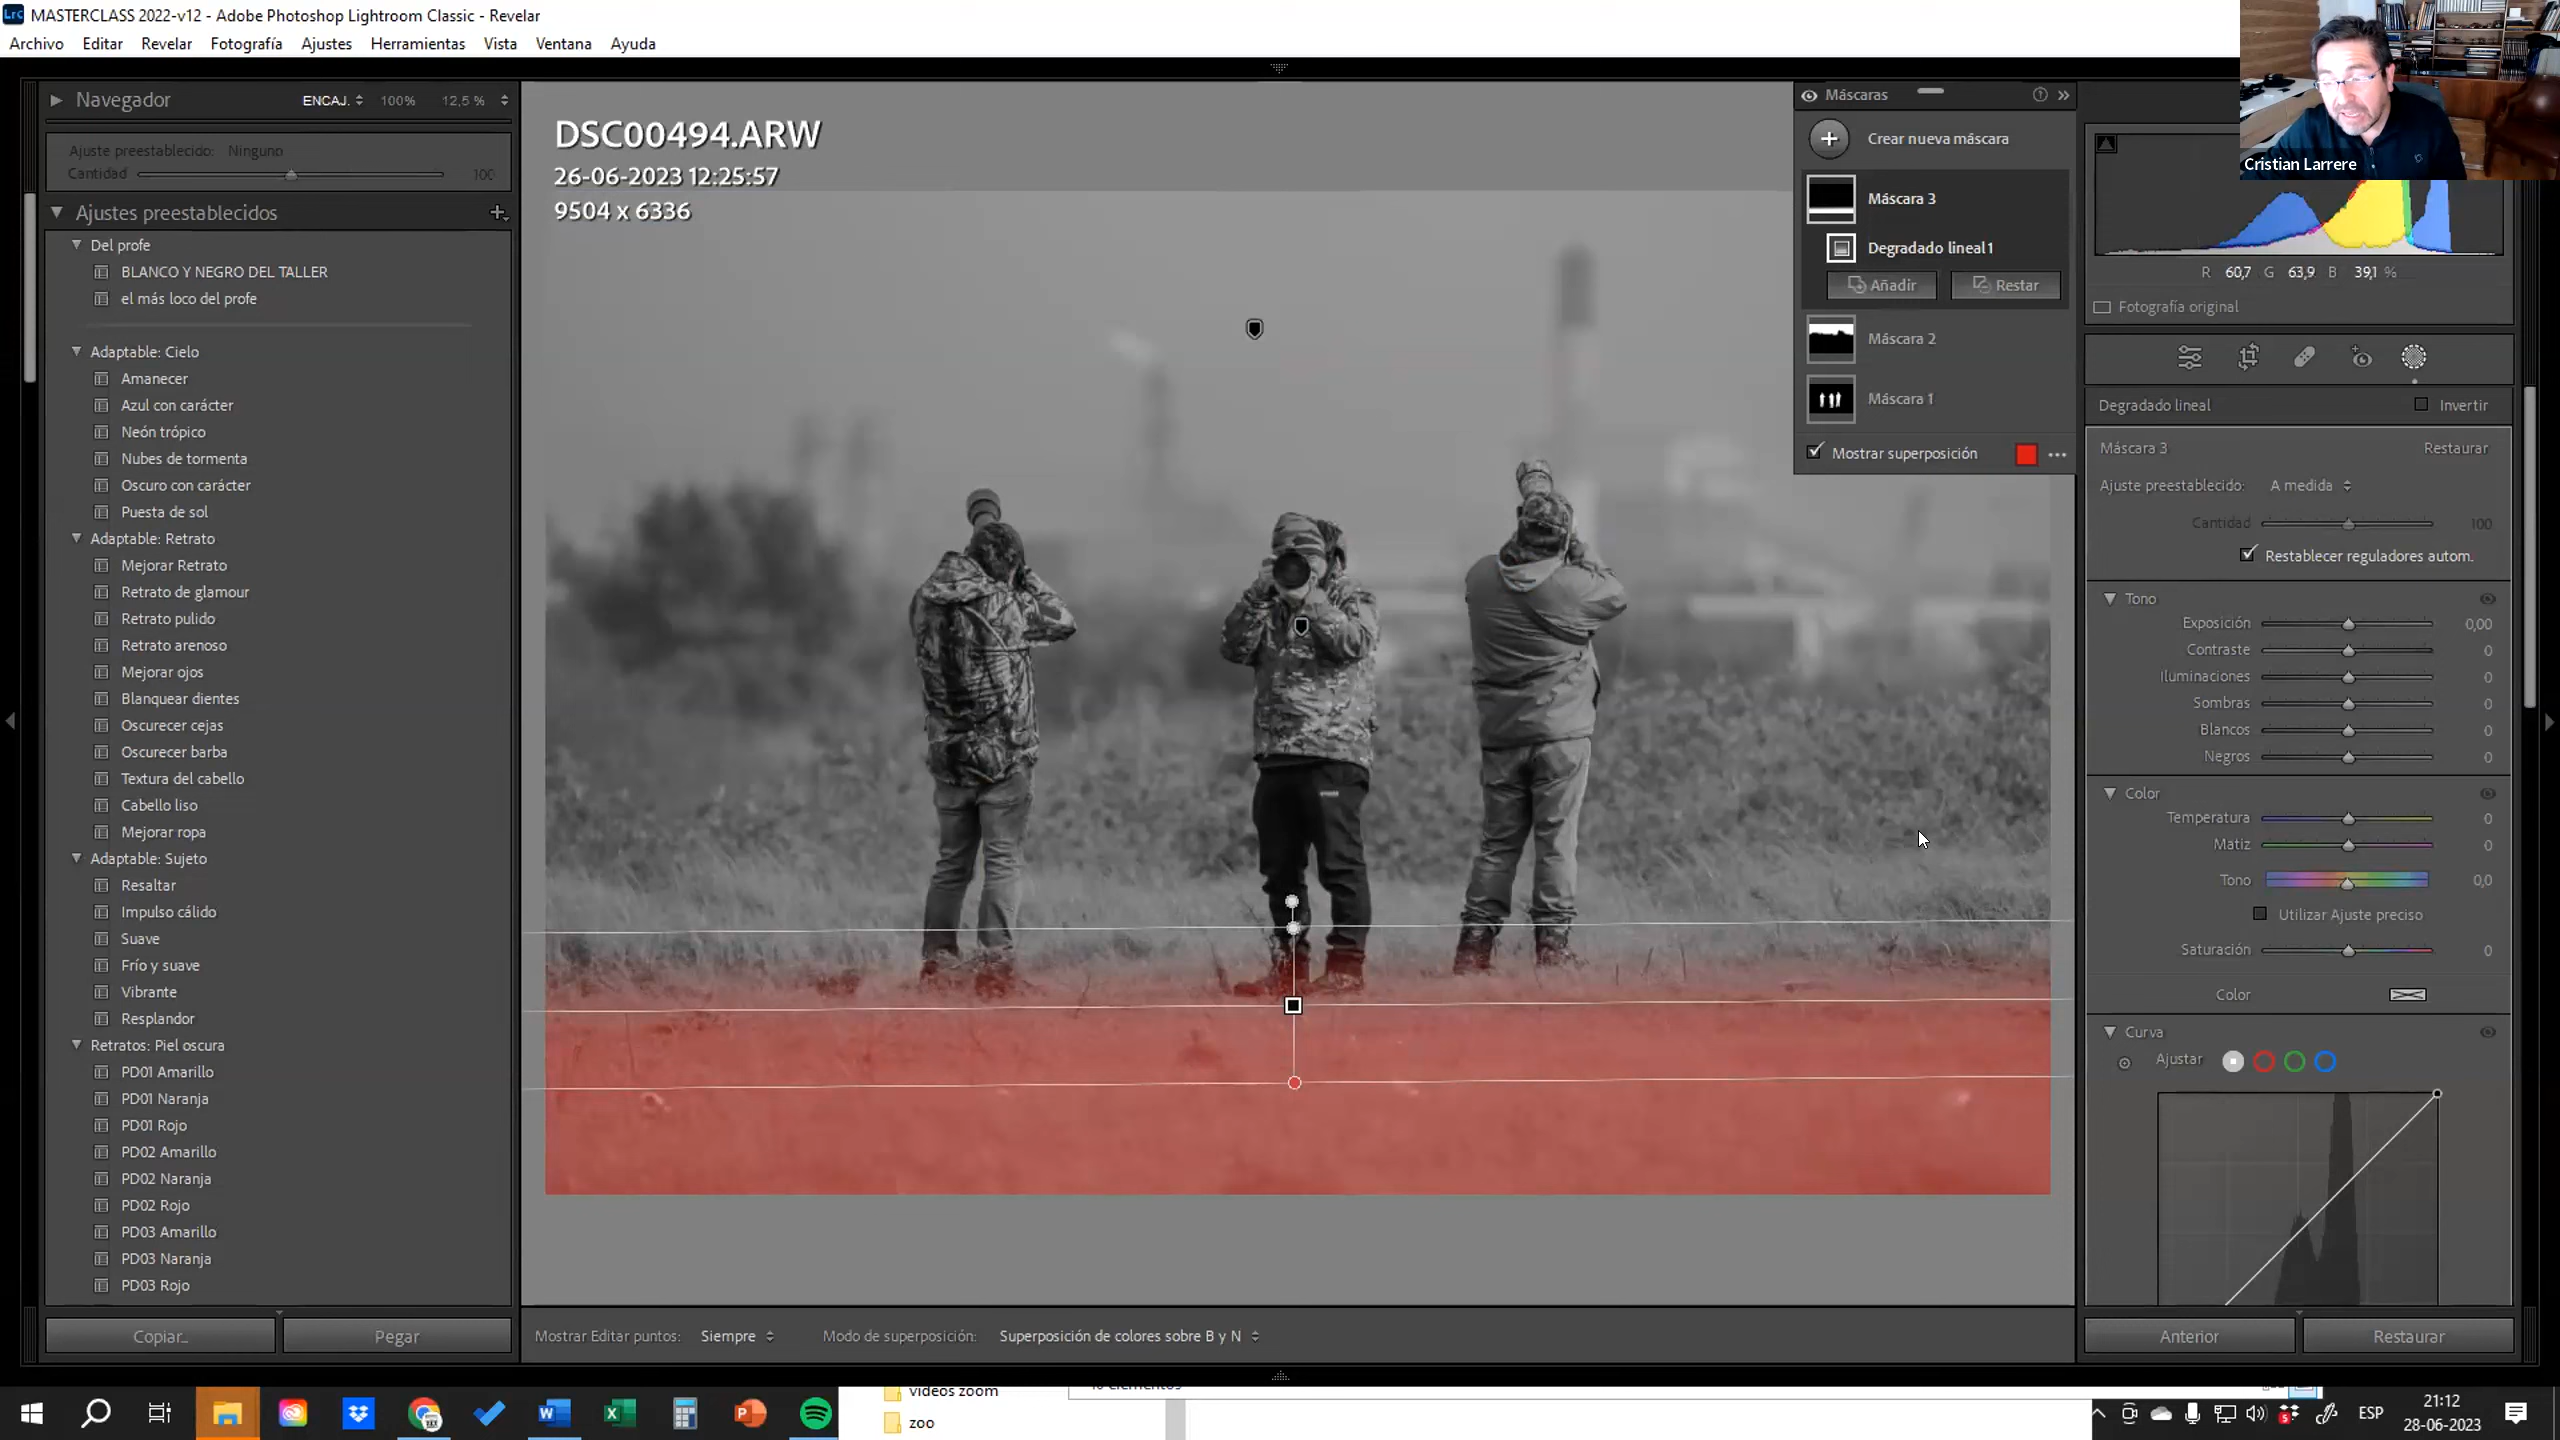 MASTERCLASS 2022-v12 - Adobe Photoshop Lightroom Classic - Revelar
Archivo Editar Revelar Fotografía Ajustes Herramientas Vista Ventana Ayuda
Cristian Larrere
Navegador ENCAJ. 100% 12,5 %
Ajuste preestablecido: Ninguno
Cantidad 100
Ajustes preestablecidos
Del profe
BLANCO Y NEGRO DEL TALLER
el más loco del profe
Adaptable: Cielo
Amanecer
Azul con carácter
Neón trópico
Nubes de tormenta
Oscuro con carácter
Puesta de sol
Adaptable: Retrato
Mejorar Retrato
Retrato de glamour
Retrato pulido
Retrato arenoso
Mejorar ojos
Blanquear dientes
Oscurecer cejas
Oscurecer barba
Textura del cabello
Cabello liso
Mejorar ropa
Adaptable: Sujeto
Resaltar
Impulso cálido
Suave
Frío y suave
Vibrante
Resplandor
Retratos: Piel oscura
PD01 Amarillo
PD01 Naranja
PD01 Rojo
PD02 Amarillo
PD02 Naranja
PD02 Rojo
PD03 Amarillo
PD03 Naranja
PD03 Rojo
Copiar... Pegar
DSC00494.ARW
26-06-2023 12:25:57
9504 x 6336
Máscaras
Crear nueva máscara
Máscara 3
Degradado lineal 1
Añadir Restar
Máscara 2
Máscara 1
Mostrar superposición
Mostrar Editar puntos: Siempre Modo de superposición: Superposición de colores sobre B y N
R 60,7 G 63,9 B 39,1 %
Fotografía original
Degradado lineal Invertir
Máscara 3 Restaurar
Ajuste preestablecido: A medida
Cantidad 100
Restablecer reguladores autom.
Tono
Exposición 0,00
Contraste 0
Iluminaciones 0
Sombras 0
Blancos 0
Negros 0
Color
Temperatura 0
Matiz 0
Tono 0,0
Utilizar Ajuste preciso
Saturación 0
Color
Curva
Ajustar
Anterior Restaurar
videos zoom
zoo
ESP
21:12
28-06-2023